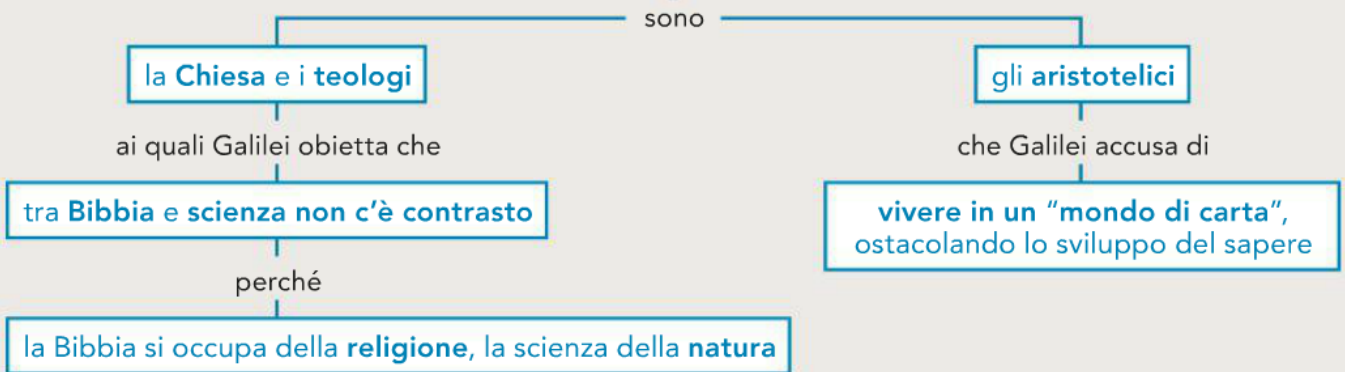 sono
la Chiesa e i teologi
ai quali Galilei obietta che
tra Bibbia e scienza non c'è contrasto
perché
la Bibbia si occupa della religione, la scienza della natura
gli aristotelici
che Galilei accusa di
vivere in un "mondo di carta",
ostacolando lo sviluppo del sapere